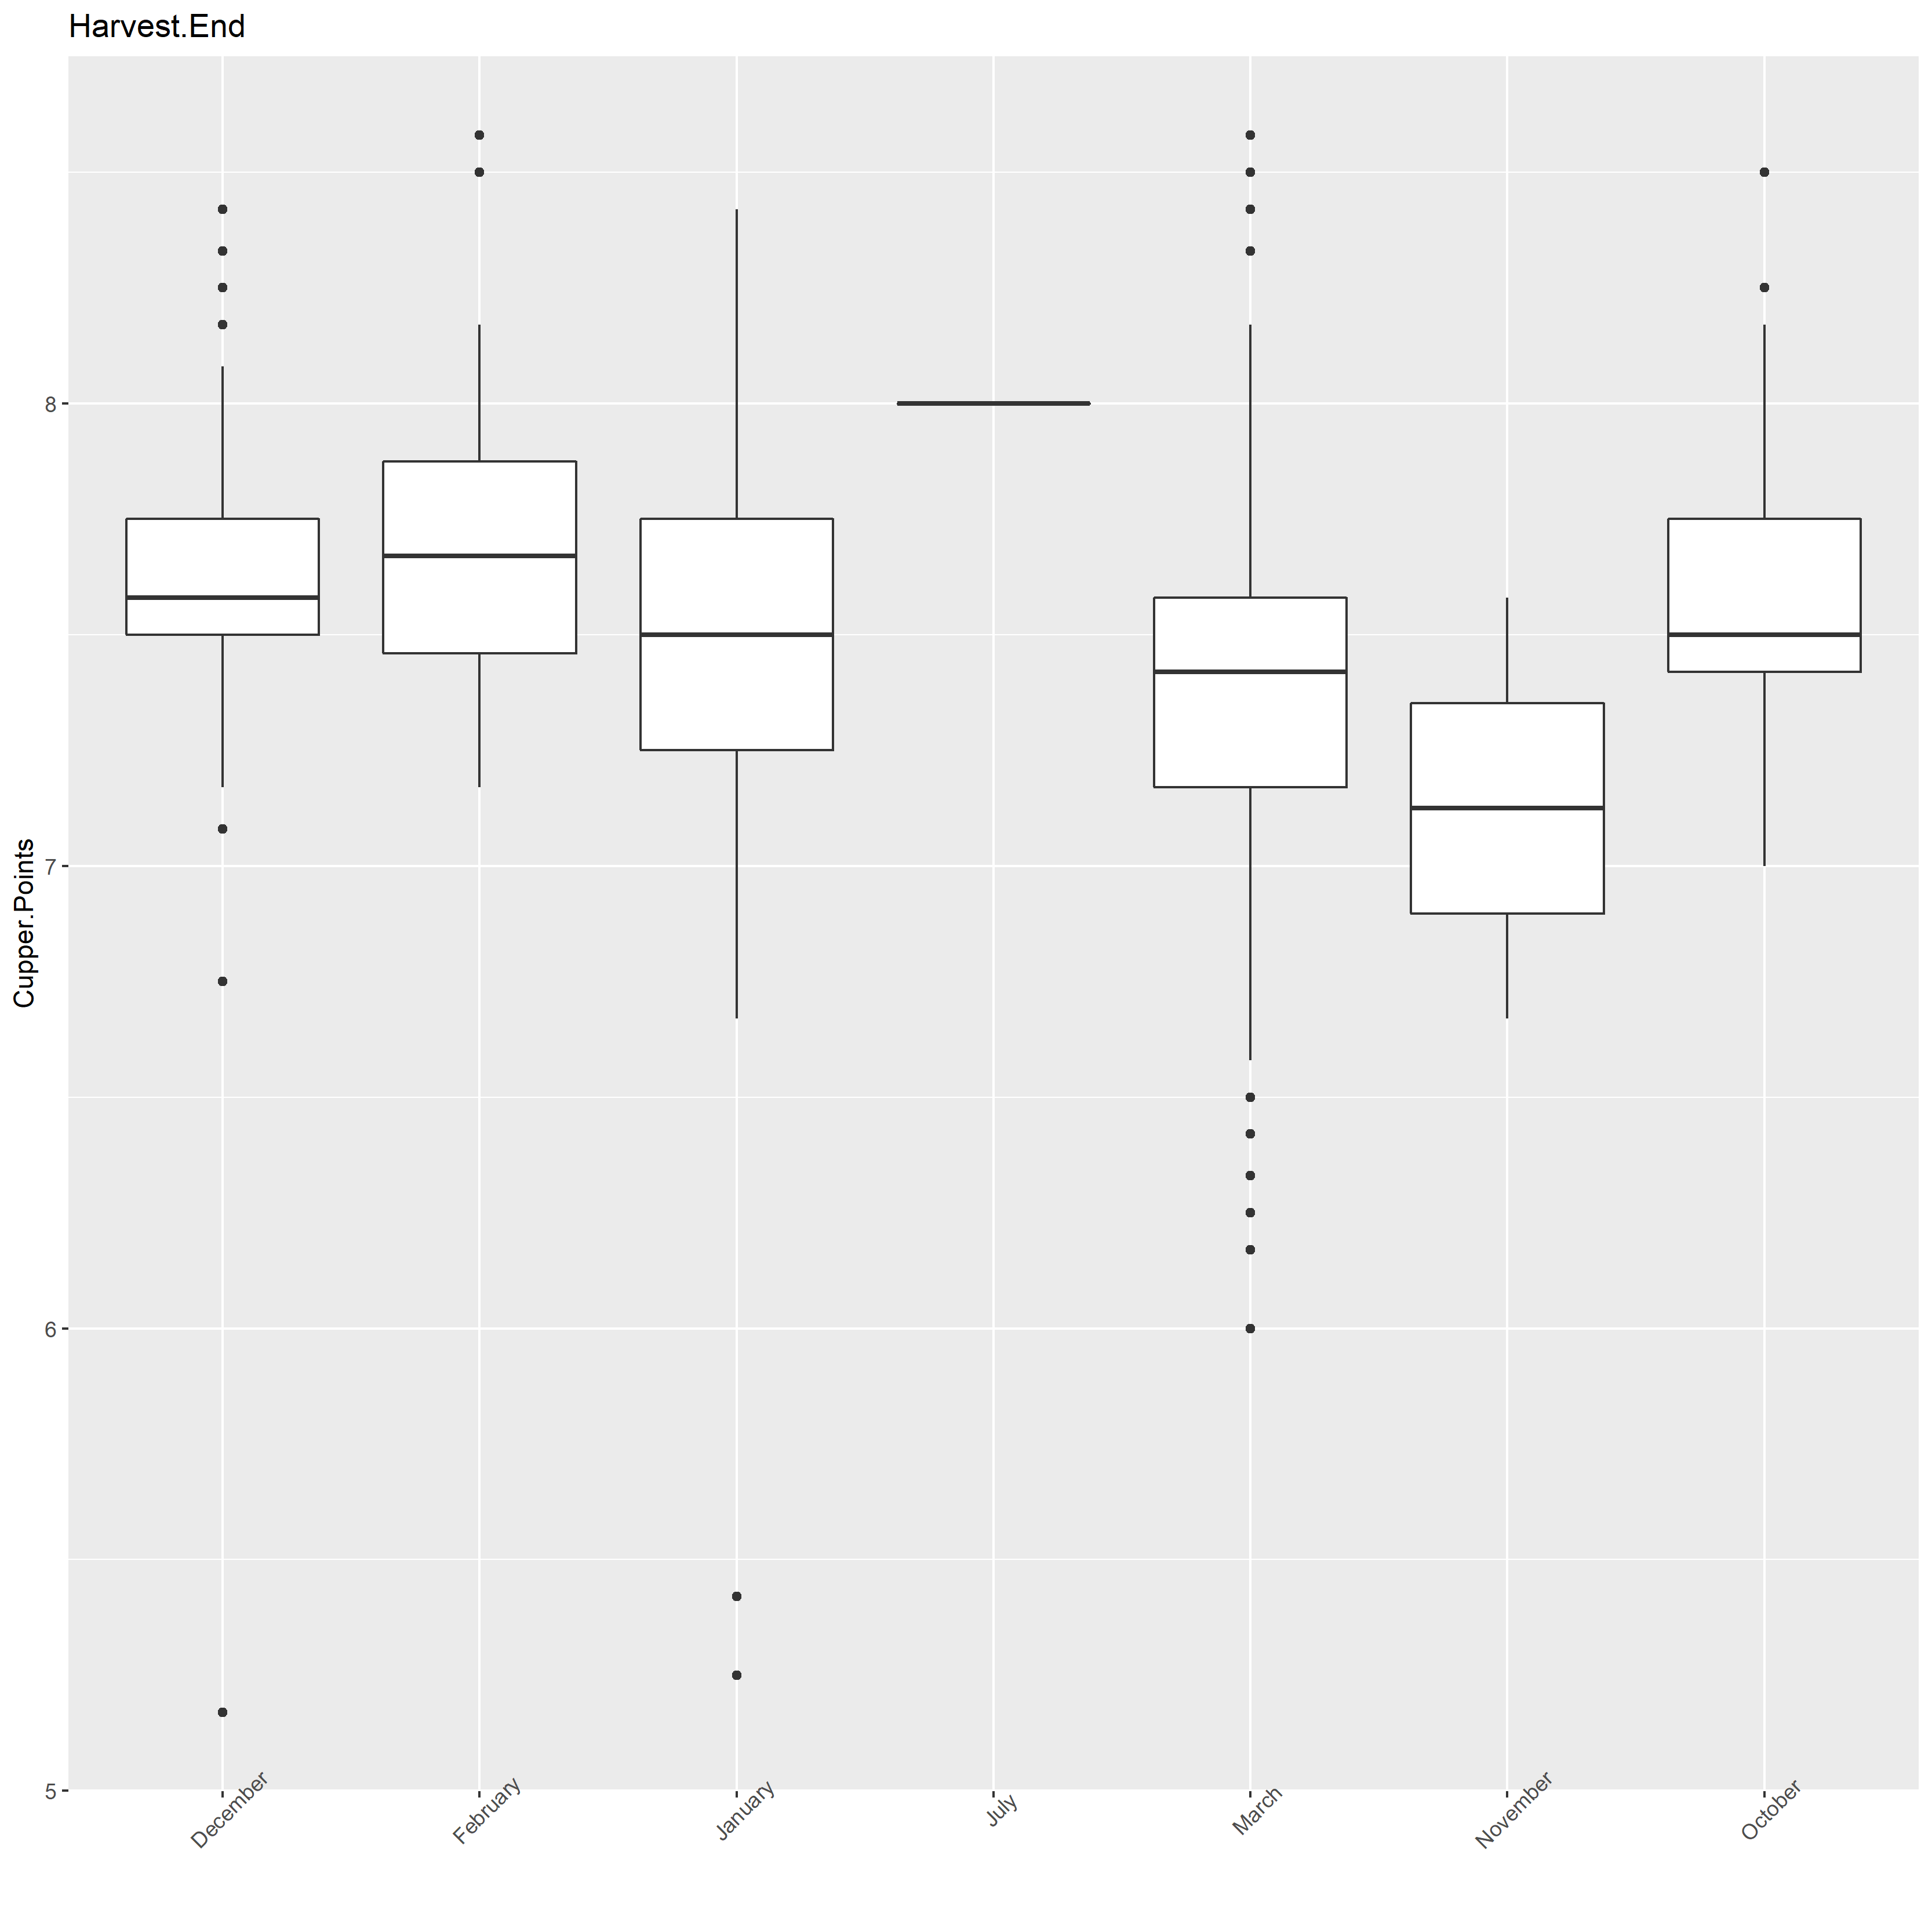 Harvest.End
Cupper.Points
8
7
6
5
December
February
January
July
March
November
October